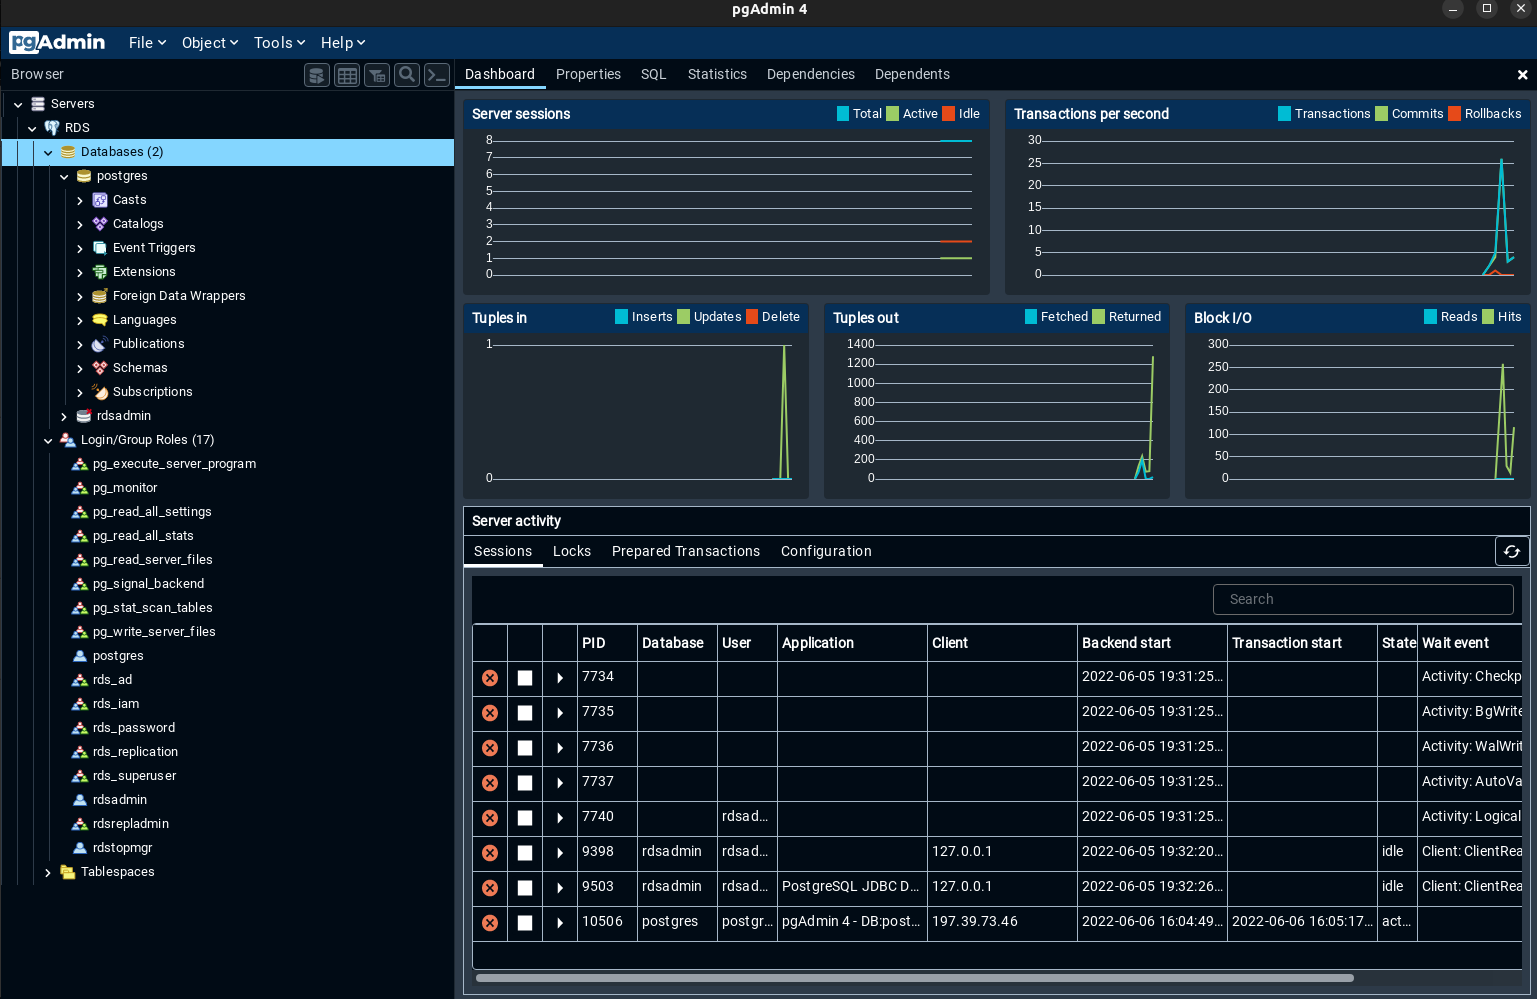 pgAdmin 4
pgAdmin File Object Tools Help
Browser
Dashboard Properties SQL Statistics Dependencies Dependents
Servers
RDS
Databases (2)
postgres
Casts
Catalogs
Event Triggers
Extensions
Foreign Data Wrappers
Languages
Publications
Schemas
Subscriptions
rdsadmin
Login/Group Roles (17)
pg_execute_server_program
pg_monitor
pg_read_all_settings
pg_read_all_stats
pg_read_server_files
pg_signal_backend
pg_stat_scan_tables
pg_write_server_files
postgres
rds_ad
rds_iam
rds_password
rds_replication
rds_superuser
rdsadmin
rdsrepladmin
rdstopmgr
Tablespaces
Server sessions Total Active Idle
8
7
6
5
4
3
2
1
0
Transactions per second Transactions Commits Rollbacks
30
25
20
15
10
5
0
Tuples in Inserts Updates Delete
1
0
Tuples out Fetched Returned
1400
1200
1000
800
600
400
200
0
Block I/O Reads Hits
300
250
200
150
100
50
0
Server activity
Sessions Locks Prepared Transactions Configuration
Search
PID Database User Application Client Backend start Transaction start State Wait event
7734 2022-06-05 19:31:25... Activity: Checkp
7735 2022-06-05 19:31:25... Activity: BgWrite
7736 2022-06-05 19:31:25... Activity: WalWrit
7737 2022-06-05 19:31:25... Activity: AutoVa
7740 rdsad... 2022-06-05 19:31:25... Activity: Logical
9398 rdsadmin rdsad... 127.0.0.1 2022-06-05 19:32:20... idle Client: ClientRea
9503 rdsadmin rdsad... PostgreSQL JDBC D... 127.0.0.1 2022-06-05 19:32:26... idle Client: ClientRea
10506 postgres postgr... pgAdmin 4 - DB:post... 197.39.73.46 2022-06-06 16:04:49... 2022-06-06 16:05:17... act...